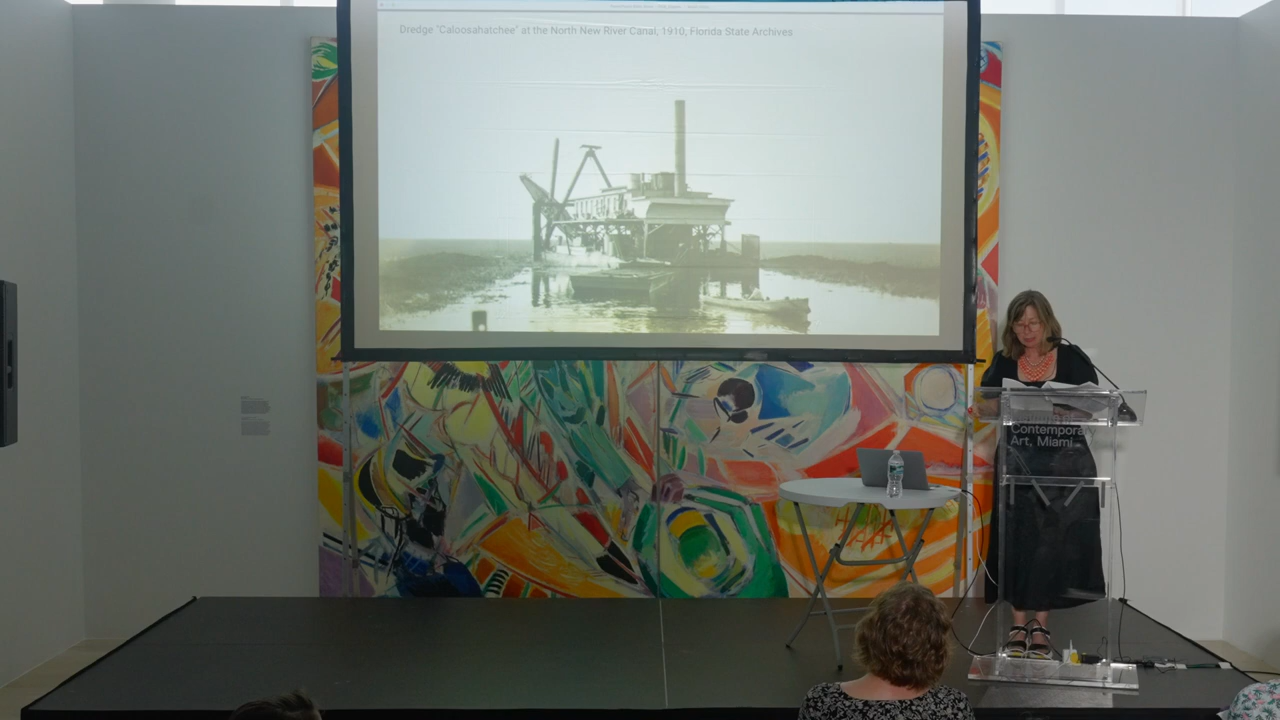 Dredge "Caloosahatchee" at the North New River Canal, 1910, Florida State Archives
Contemporary
Art, Miami